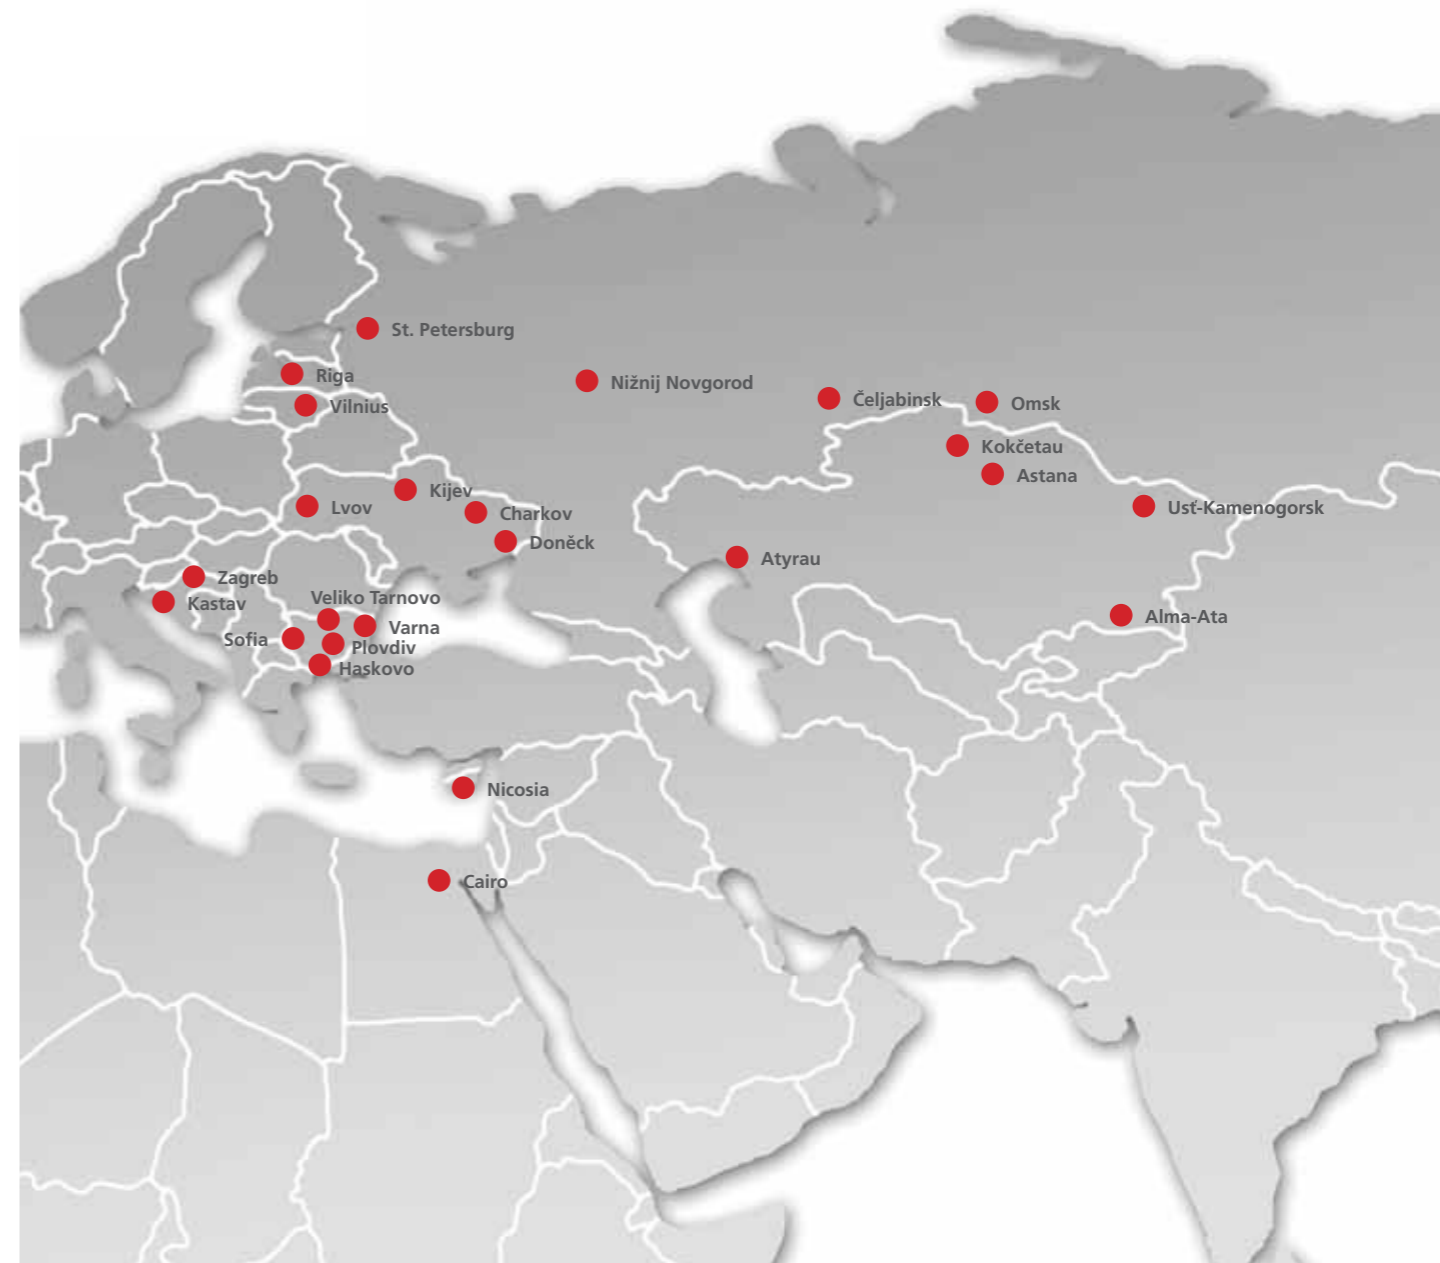 St. Petersburg
Riga
Nižnij Novgorod
Čeljabinsk
Omsk
Vilnius
Kokčetau
Astana
Kijev
Lvov
Charkov
Usť-Kamenogorsk
Doněck
Atyrau
Zagreb
Veliko Tarnovo
Kastav
Alma-Ata
Varna
Sofia
Plovdiv
Haskovo
Nicosia
Cairo